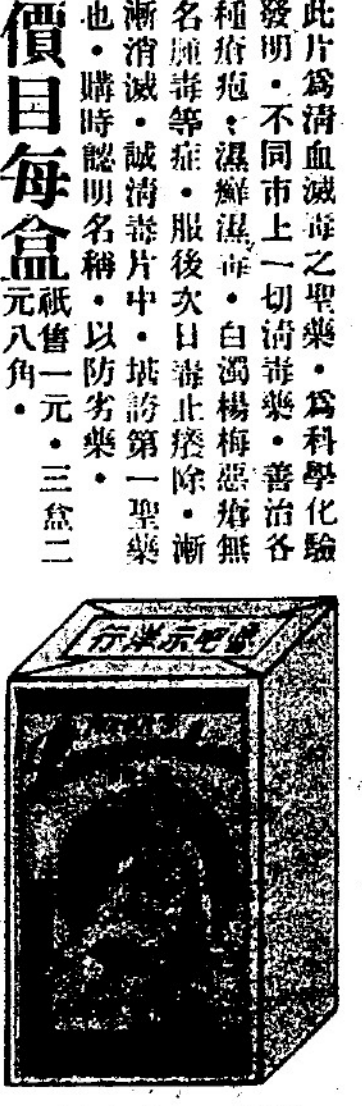 此片爲清血滅毒之聖藥・爲科學化驗
發明・不同市上一切清毒藥・善治各
種瘡疱・濕癬濕毒・白濁楊梅惡瘡無
名腫毒等症・服後次日毒止痠除・漸
漸消滅・誠清毒片中・堪誇第一聖藥
也・購時認明名稱・以防劣藥・
價目每盒
祇售一元・三盒二
元八角・